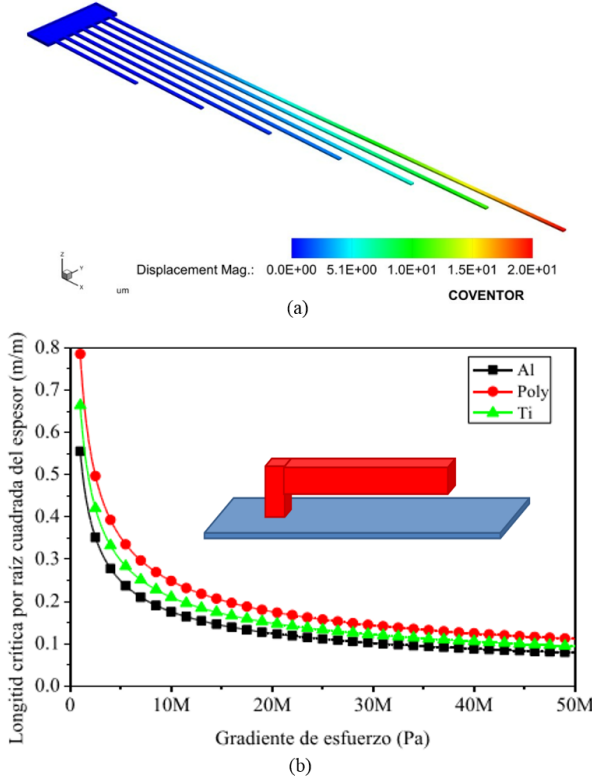 Z
Y
X
um
Displacement Mag.: 0.0E+00 5.1E+00 1.0E+01 1.5E+01 2.0E+01
COVENTOR
(a)
Longitid crítica por raíz cuadrada del espesor (m/m)
0.8
0.7
0.6
0.5
0.4
0.3
0.2
0.1
0.0
Al
Poly
Ti
0 10M 20M 30M 40M 50M
Gradiente de esfuerzo (Pa)
(b)